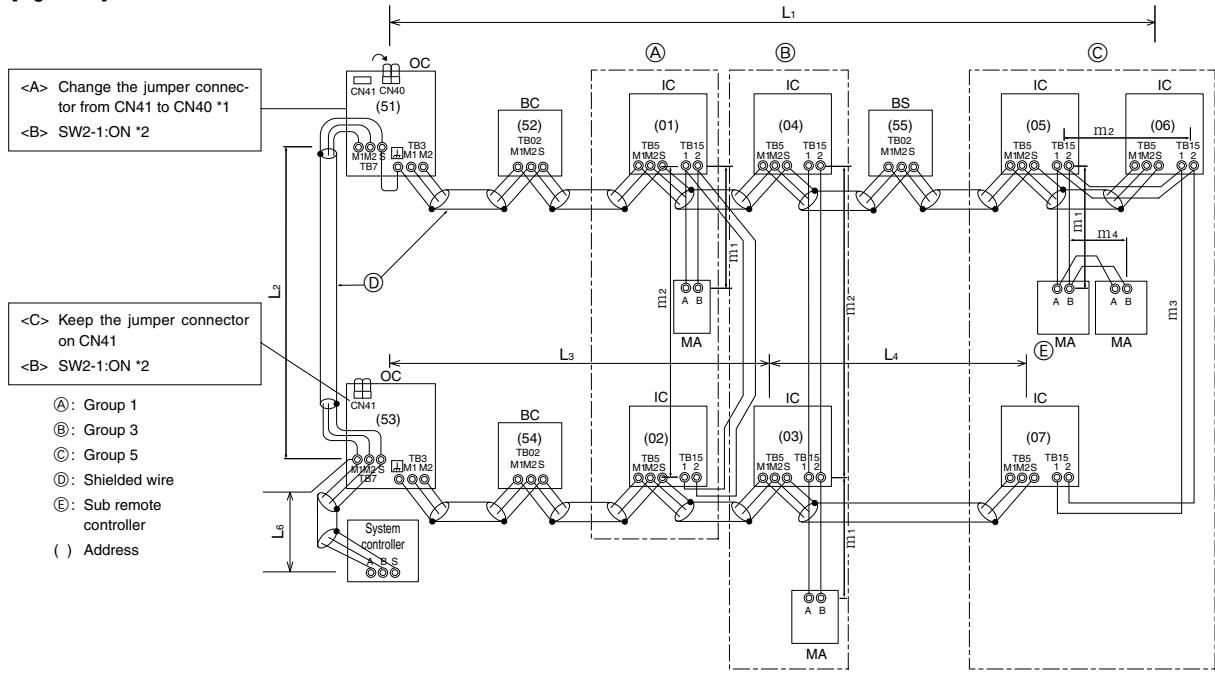 L1
<A> Change the jumper connec-
tor from CN41 to CN40 *1
<B> SW2-1:ON *2
OC
CN41 CN40
(51)
M1M2 S
TB7
TB3
M1 M2
BC
(52)
TB02
M1M2S
Ⓐ
IC
(01)
TB5
M1M2S
TB15
1 2
Ⓑ
IC
(04)
TB5
M1M2S
TB15
1 2
BS
(55)
TB02
M1M2S
Ⓒ
IC
(05)
TB5
M1M2S
TB15
1 2
m2
IC
(06)
TB5
M1M2S
TB15
1 2
L2
Ⓓ
m2
m1
A B
MA
m2
m1
m4
m3
A B
MA
A B
MA
Ⓔ
L3
L4
<C> Keep the jumper connector
on CN41
<B> SW2-1:ON *2
OC
CN41
(53)
M1M2 S
TB7
TB3
M1 M2
BC
(54)
TB02
M1M2S
IC
(02)
TB5
M1M2S
TB15
1 2
IC
(03)
TB5
M1M2S
TB15
1 2
IC
(07)
TB5
M1M2S
TB15
1 2
Ⓐ: Group 1
Ⓑ: Group 3
Ⓒ: Group 5
Ⓓ: Shielded wire
Ⓔ: Sub remote
controller
( ) Address
L6
System
controller
A B S
m1
A B
MA